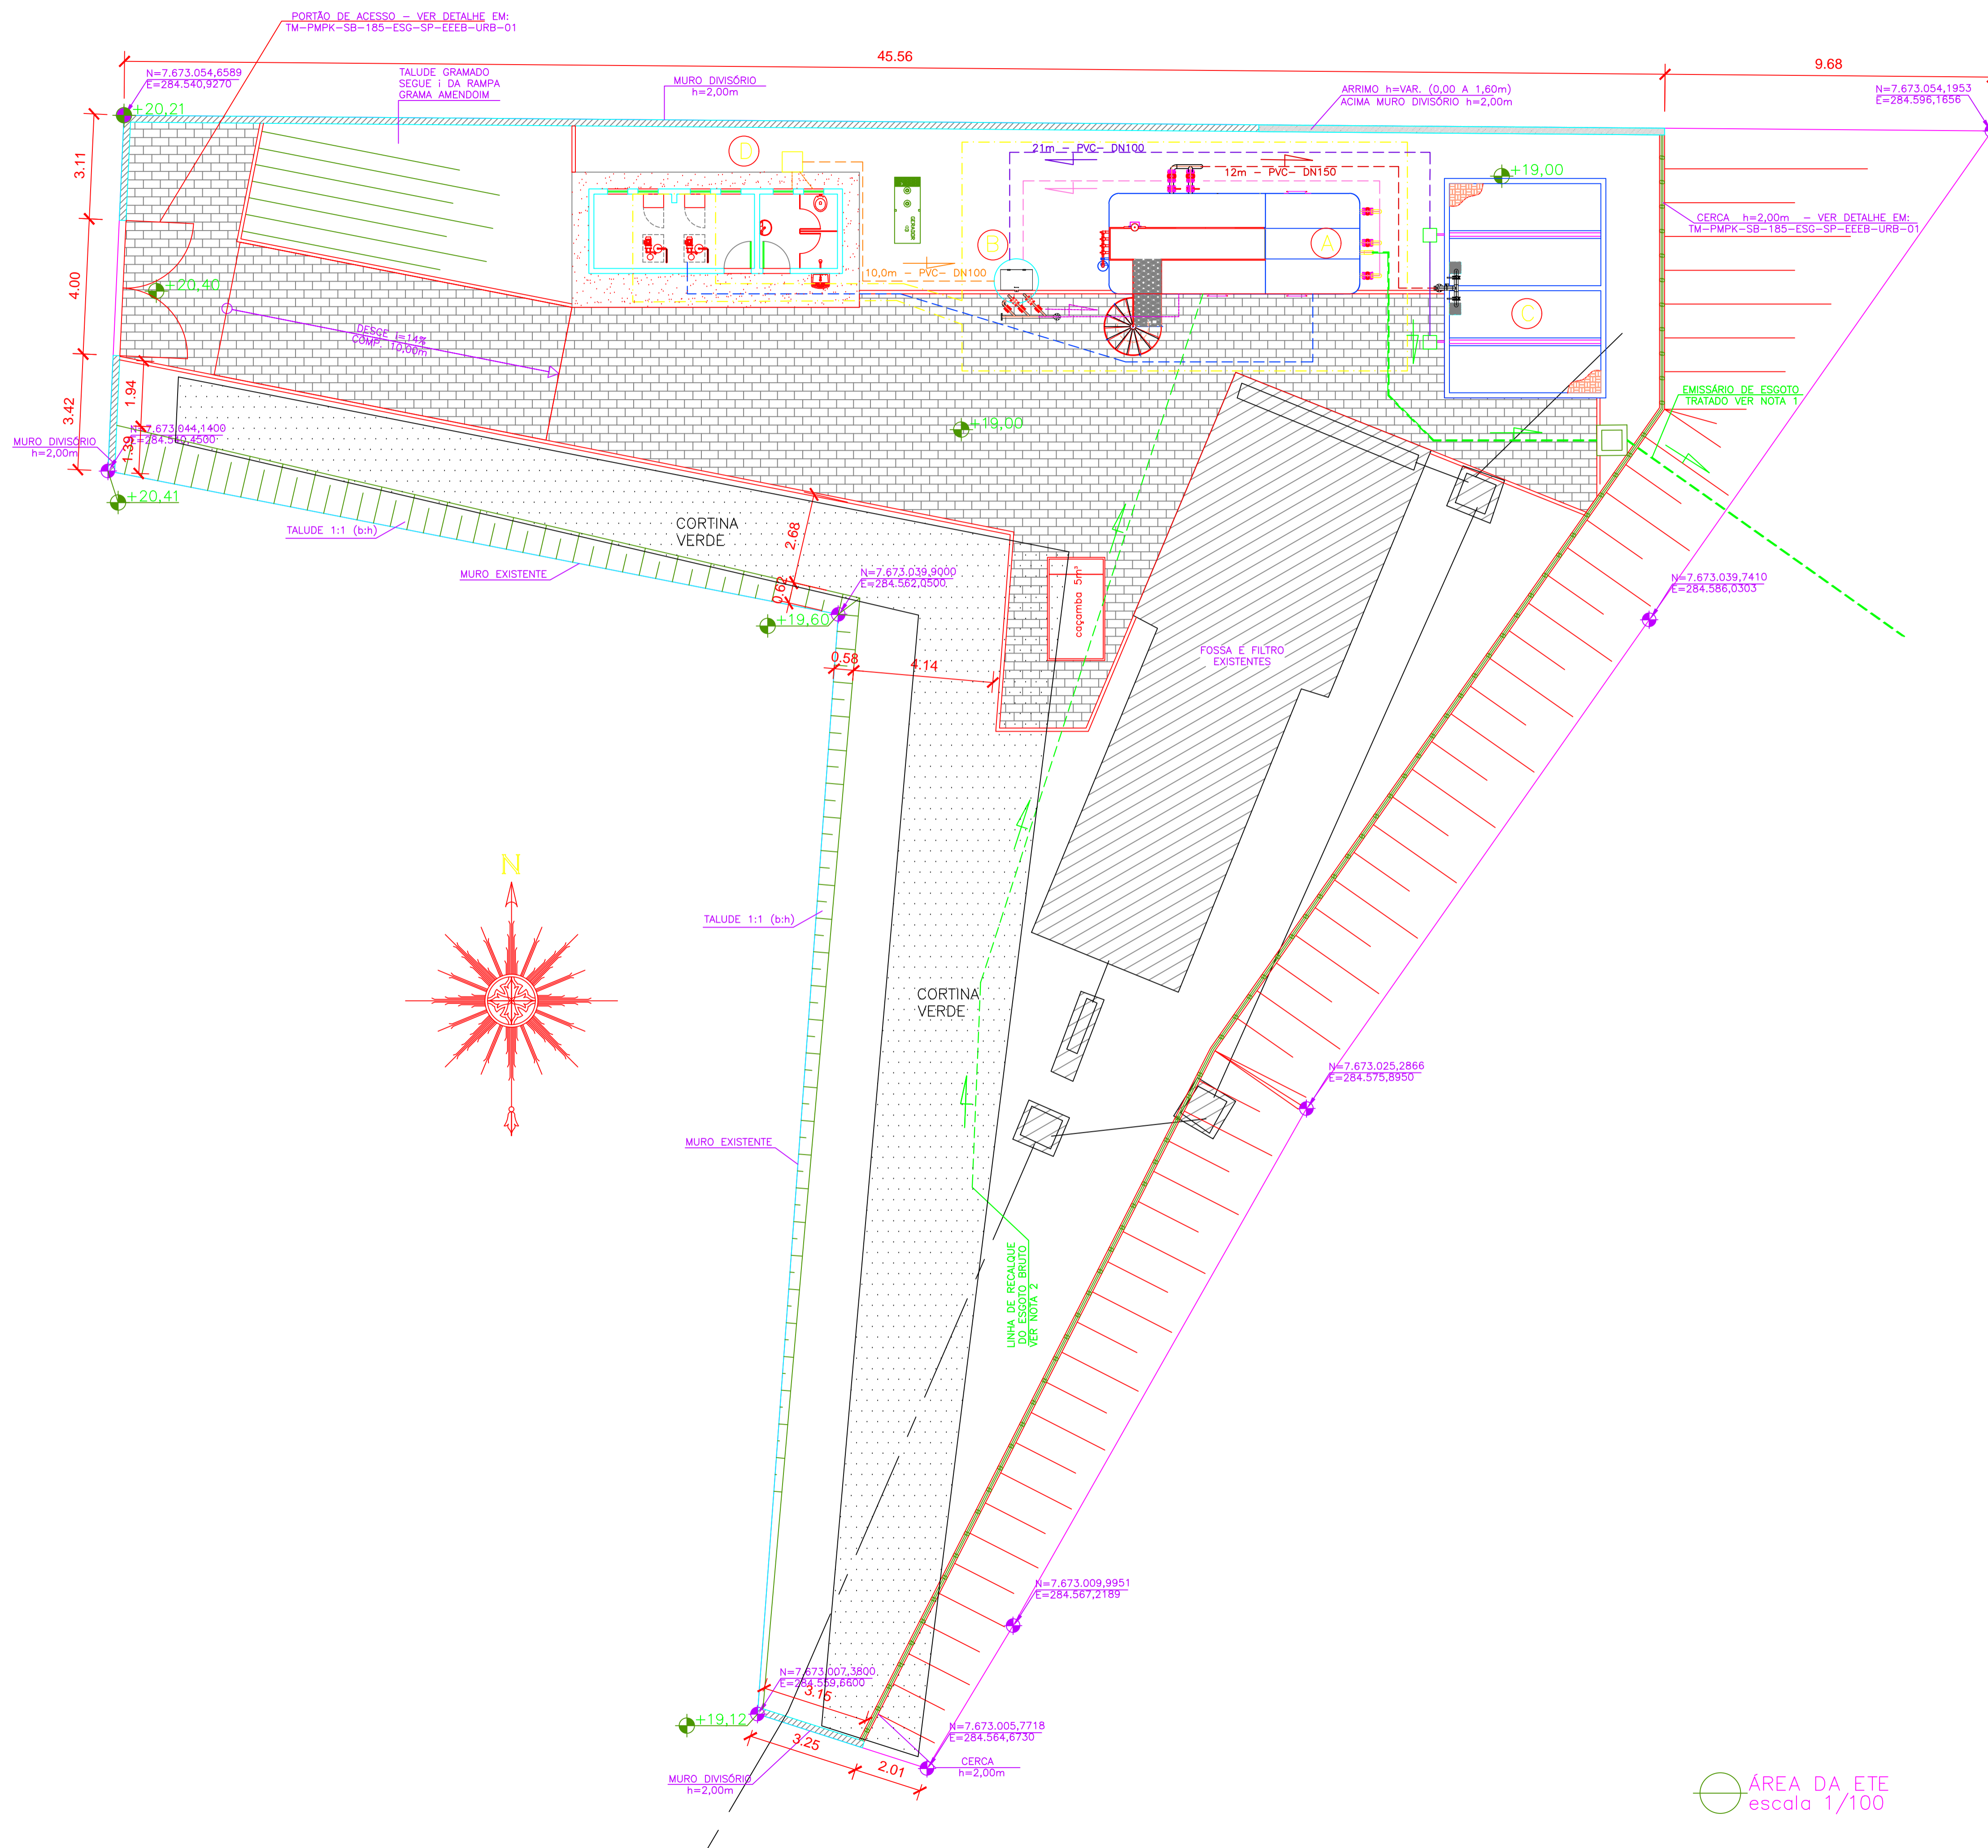 PORTÃO DE ACESSO – VER DETALHE EM:
TM-PMPK-SB-185-ESG-SP-EEEB-URB-01
45.56
9.68
N=7.673.054,6589
E=284.540,9270
TALUDE GRAMADO
SEGUE i DA RAMPA
GRAMA AMENDOIM
MURO DIVISÓRIO
h=2,00m
ARRIMO h=VAR. (0,00 A 1,60m)
ACIMA MURO DIVISÓRIO h=2,00m
N=7.673.054,1953
E=284.596,1656
+20,21
3.11
D
21m – PVC- DN100
12m – PVC- DN150
+19,00
CERCA h=2,00m – VER DETALHE EM:
TM-PMPK-SB-185-ESG-SP-EEEB-URB-01
GERADOR
B
A
10,0m – PVC- DN100
4.00
+20,40
C
DESCE i=14%
COMP. 10,00m
1.94
3.42
EMISSÁRIO DE ESGOTO
TRATADO VER NOTA 1
N=7.673.044,1400
E=284.540,4500
MURO DIVISÓRIO
h=2,00m
1.39
+19,00
+20,41
TALUDE 1:1 (b:h)
CORTINA
VERDE
2.68
MURO EXISTENTE
0.62
N=7.673.039,9000
E=284.562,0500
caçamba 5m³
N=7.673.039,7410
E=284.586,0303
+19,60
0.58
4.14
FOSSA E FILTRO
EXISTENTES
N
TALUDE 1:1 (b:h)
CORTINA
VERDE
N=7.673.025,2866
E=284.575,8950
MURO EXISTENTE
LINHA DE RECALQUE
DO ESGOTO BRUTO
VER NOTA 2
N=7.673.009,9951
E=284.567,2189
N=7.673.007,3800
E=284.559,6600
3.15
+19,12
3.25
N=7.673.005,7718
E=284.564,6730
2.01
CERCA
h=2,00m
MURO DIVISÓRIO
h=2,00m
ÁREA DA ETE
escala 1/100